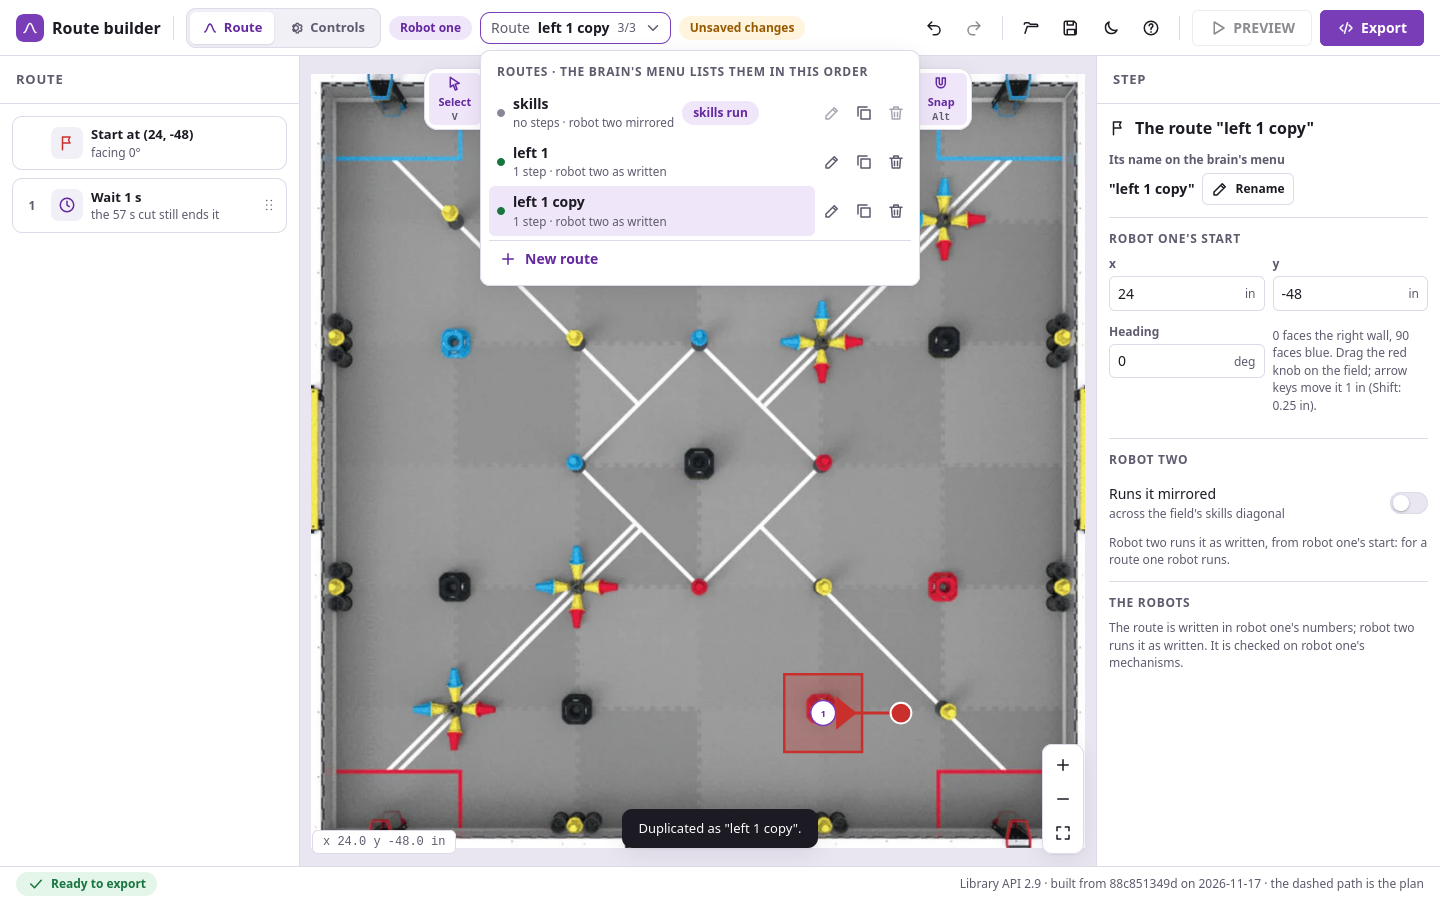 Route builder
Route
Controls
Robot one
Route left 1 copy 3/3
Unsaved changes
PREVIEW
Export
ROUTE
Start at (24, -48)
facing 0°
1
Wait 1 s
the 57 s cut still ends it
Select
V
ROUTES · THE BRAIN'S MENU LISTS THEM IN THIS ORDER
skills
no steps · robot two mirrored
skills run
left 1
1 step · robot two as written
left 1 copy
1 step · robot two as written
New route
Snap
Alt
1
x 24.0 y -48.0 in
Duplicated as "left 1 copy".
STEP
The route "left 1 copy"
Its name on the brain's menu
"left 1 copy"
Rename
ROBOT ONE'S START
x
y
24 in
-48 in
Heading
0 deg
0 faces the right wall, 90
faces blue. Drag the red
knob on the field; arrow
keys move it 1 in (Shift:
0.25 in).
ROBOT TWO
Runs it mirrored
across the field's skills diagonal
Robot two runs it as written, from robot one's start: for a
route one robot runs.
THE ROBOTS
The route is written in robot one's numbers; robot two
runs it as written. It is checked on robot one's
mechanisms.
Ready to export
Library API 2.9 · built from 88c851349d on 2026-11-17 · the dashed path is the plan